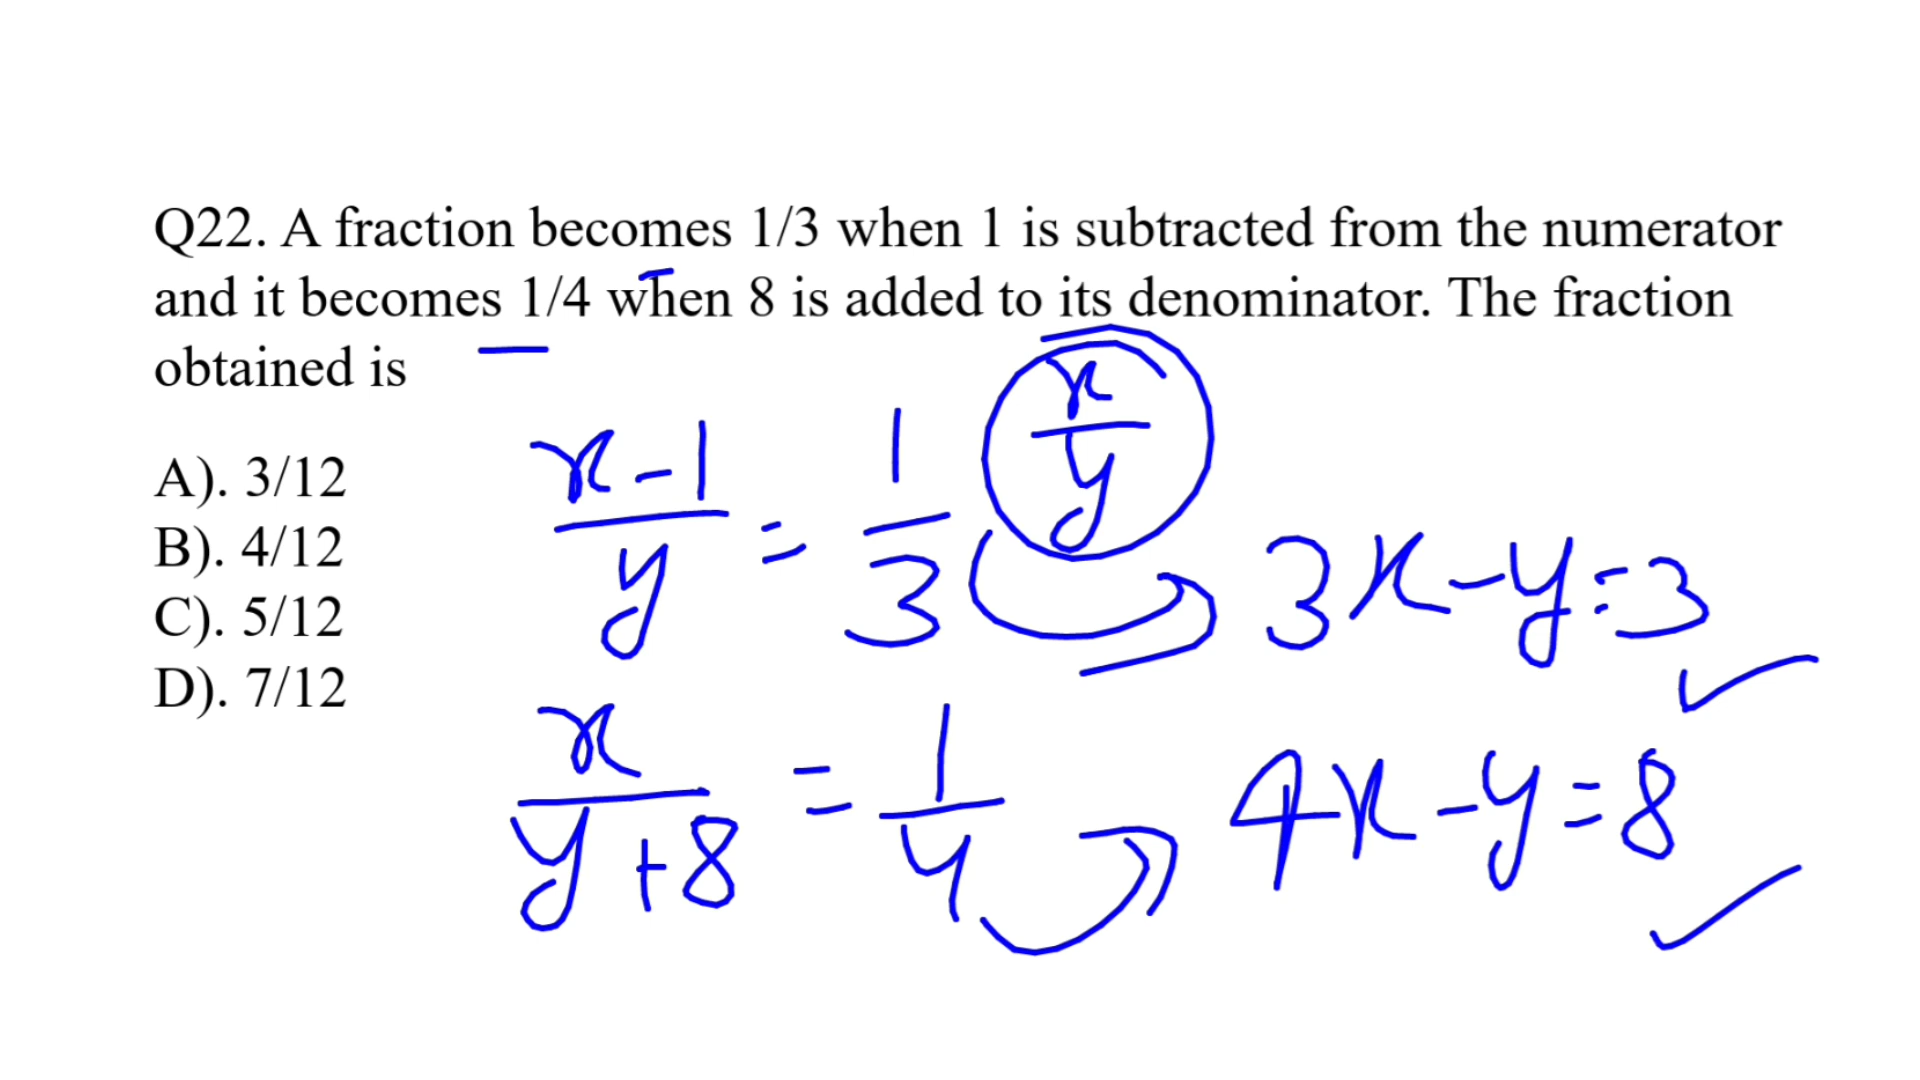 Q22. A fraction becomes 1/3 when 1 is subtracted from the numerator
and it becomes 1/4 when 8 is added to its denominator. The fraction
obtained is
A). 3/12
B). 4/12
C). 5/12
D). 7/12
x/y
(x-1)/y = 1/3
3x-y=3
x/(y+8) = 1/4
4x-y=8